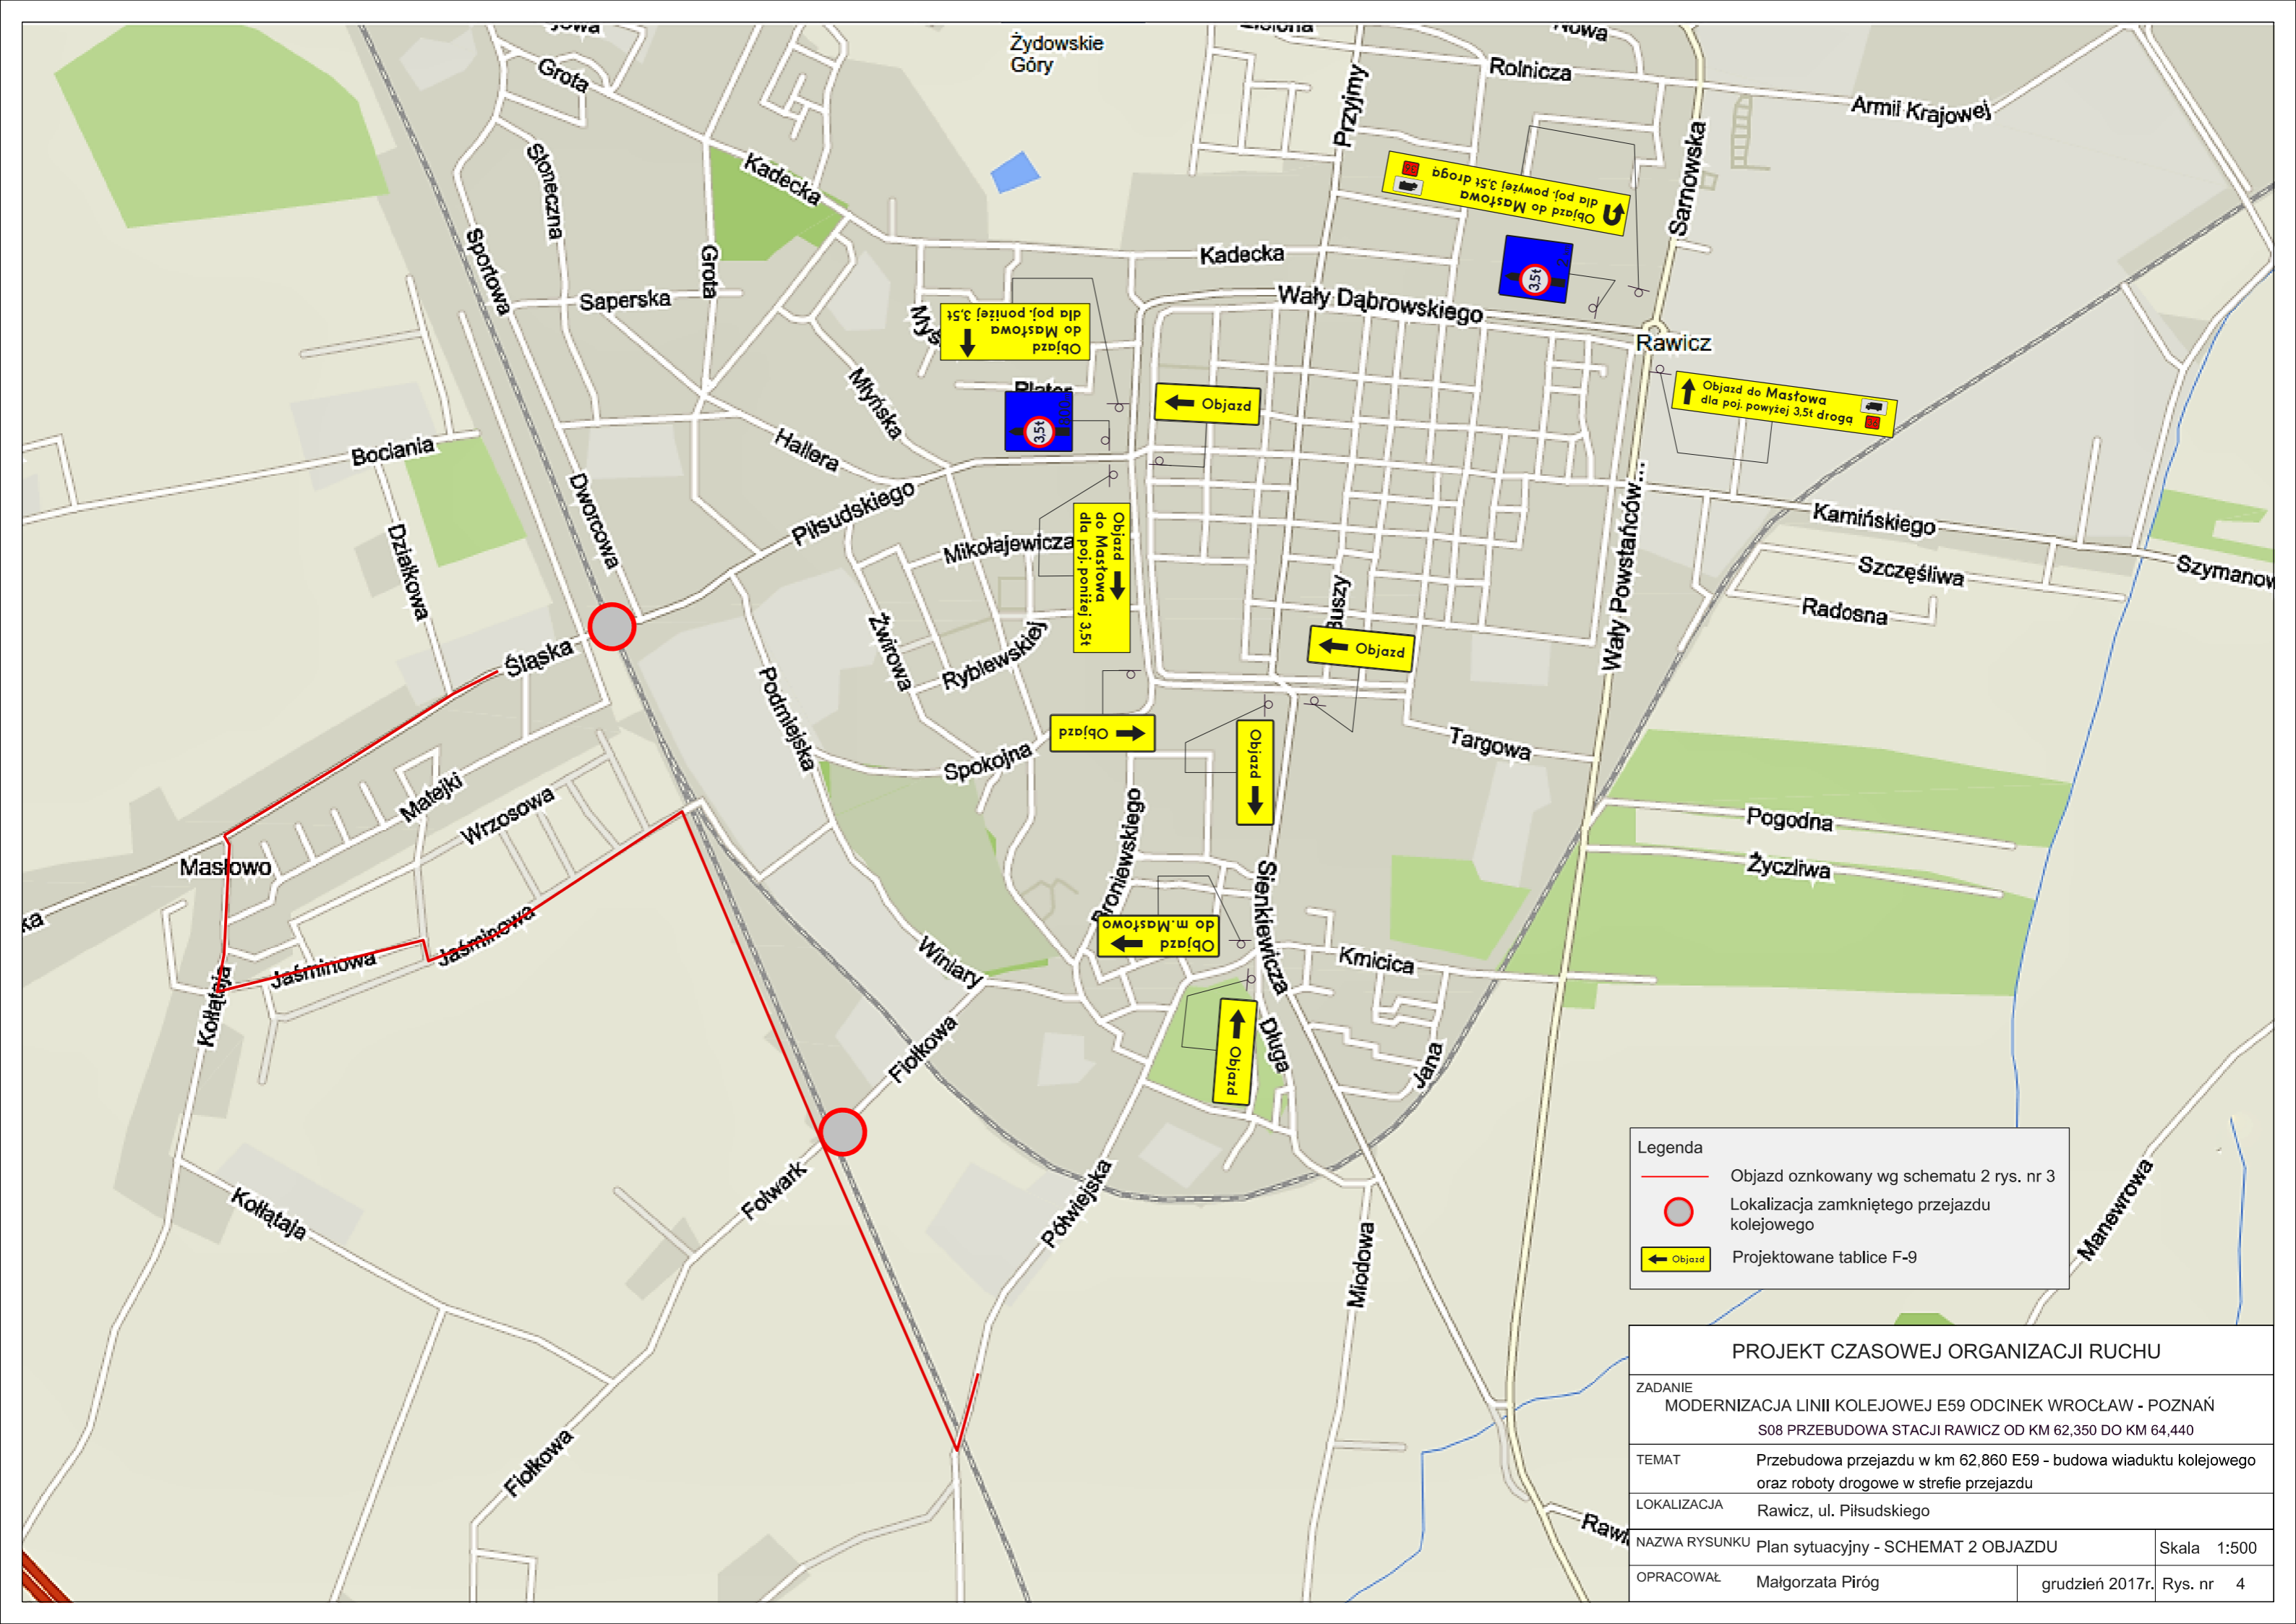 Żydowskie
Góry
Rolnicza
Armii Krajowej
Grota
Przyjmy
Sarnowska
Słoneczna
Kadecka
Objazd do Masłowa
dla poj. powyżej 3,5t drogą
Sportowa
Grota
Kadecka
3,5t
Saperska
Wały Dąbrowskiego
Rawicz
Objazd
do Masłowa
dla poj. poniżej 3,5t
Młyńska
3,5t
Objazd
Objazd do Masłowa
dla poj. powyżej 3,5t drogą
Bociania
Hallera
Dworcowa
Piłsudskiego
Wały Powstańców...
Kamińskiego
Szczęśliwa
Radosna
Działkowa
Mikołajewicza
Objazd
do Masłowa
dla poj. poniżej 3,5t
Buszy
Objazd
Śląska
Żwirowa
Ryblewskiej
Podmiejska
Objazd
Objazd
Spokojna
Targowa
Matejki
Wrzosowa
Masłowo
Broniewskiego
Sienkiewicza
Pogodna
Życzliwa
Objazd
do m.Masłowo
Jaśminowa
Jaśminowa
Kołłątaja
Winiary
Kmicica
Fiołkowa
Objazd
Długa
Jana
Folwark
Kołłątaja
Półwiejska
Miodowa
Manewrowa
Fiołkowa
Legenda
Objazd oznkowany wg schematu 2 rys. nr 3
Lokalizacja zamkniętego przejazdu
kolejowego
Objazd
Projektowane tablice F-9
PROJEKT CZASOWEJ ORGANIZACJI RUCHU
ZADANIE
MODERNIZACJA LINII KOLEJOWEJ E59 ODCINEK WROCŁAW - POZNAŃ
S08 PRZEBUDOWA STACJI RAWICZ OD KM 62,350 DO KM 64,440
TEMAT Przebudowa przejazdu w km 62,860 E59 - budowa wiaduktu kolejowego
oraz roboty drogowe w strefie przejazdu
LOKALIZACJA Rawicz, ul. Piłsudskiego
NAZWA RYSUNKU Plan sytuacyjny - SCHEMAT 2 OBJAZDU Skala 1:500
OPRACOWAŁ Małgorzata Piróg grudzień 2017r. Rys. nr 4